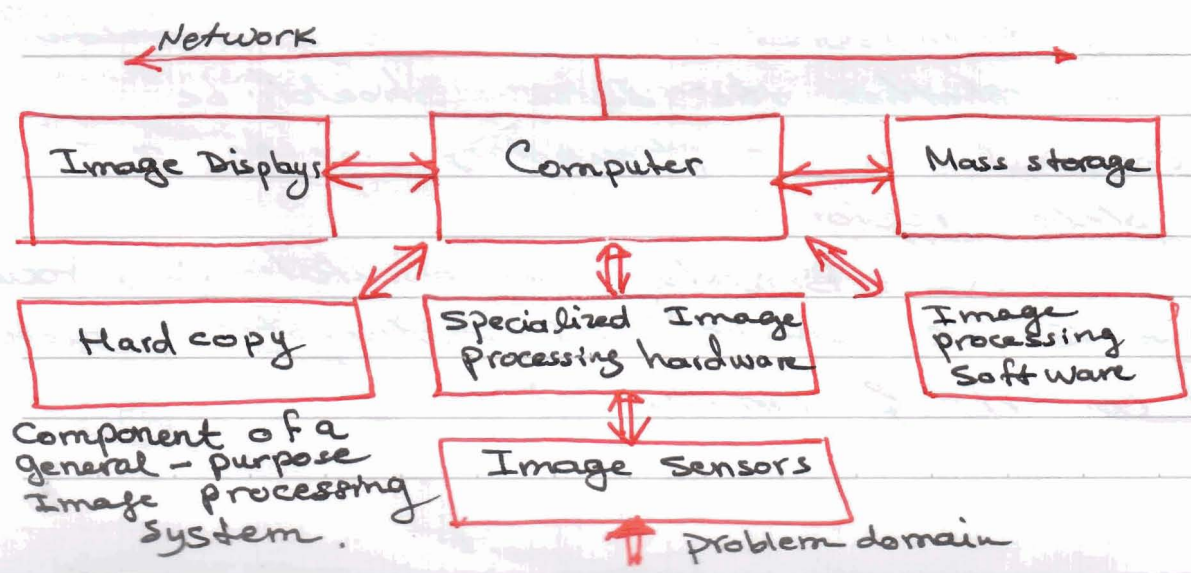 Network
Image Displays
Computer
Mass storage
Hard copy
Specialized Image
processing hardware
Image
processing
Software
Component of a
general - purpose
Image processing
System.
Image Sensors
problem domain